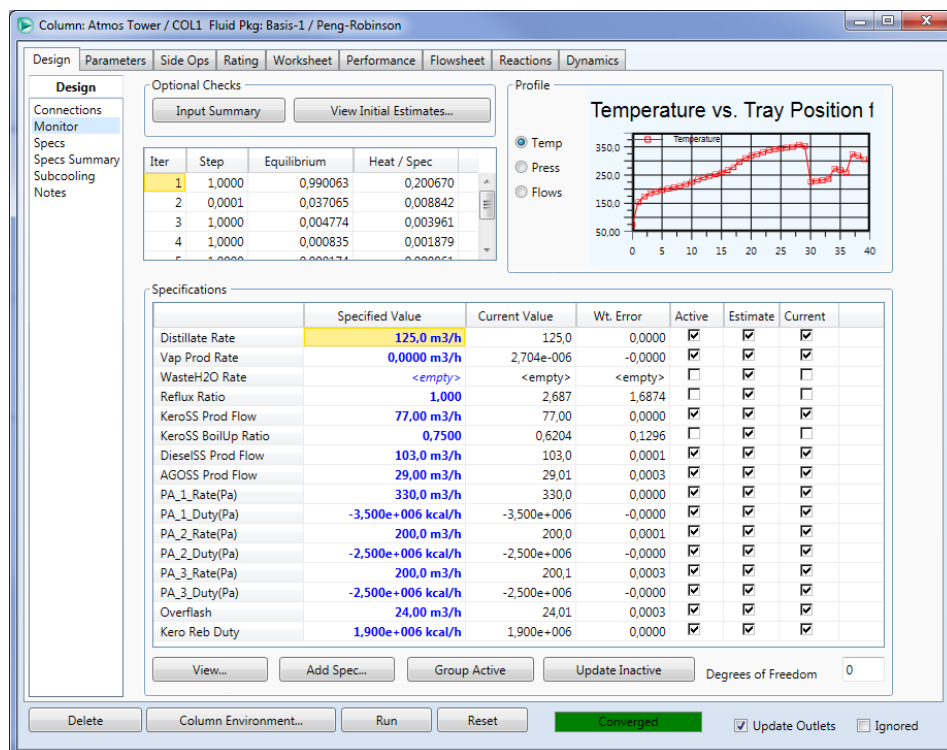 Column: Atmos Tower / COL1 Fluid Pkg: Basis-1 / Peng-Robinson
Design Parameters Side Ops Rating Worksheet Performance Flowsheet Reactions Dynamics
Design
Connections
Monitor
Specs
Specs Summary
Subcooling
Notes
Optional Checks
Input Summary View Initial Estimates...
Iter Step Equilibrium Heat / Spec
1 1,0000 0,990063 0,200670
2 0,0001 0,037065 0,008842
3 1,0000 0,004774 0,003961
4 1,0000 0,000835 0,001879
Profile
Temp
Press
Flows
Temperature vs. Tray Position f
Temperature
350.0
250.0
150.0
50.00
0 5 10 15 20 25 30 35 40
Specifications
Specified Value Current Value Wt. Error Active Estimate Current
Distillate Rate 125,0 m3/h 125,0 0,0000
Vap Prod Rate 0,0000 m3/h 2,704e-006 -0,0000
WasteH2O Rate <empty> <empty> <empty>
Reflux Ratio 1,000 2,687 1,6874
KeroSS Prod Flow 77,00 m3/h 77,00 0,0000
KeroSS BoilUp Ratio 0,7500 0,6204 0,1296
DieselSS Prod Flow 103,0 m3/h 103,0 0,0001
AGOSS Prod Flow 29,00 m3/h 29,01 0,0003
PA_1_Rate(Pa) 330,0 m3/h 330,0 0,0000
PA_1_Duty(Pa) -3,500e+006 kcal/h -3,500e+006 -0,0000
PA_2_Rate(Pa) 200,0 m3/h 200,0 0,0001
PA_2_Duty(Pa) -2,500e+006 kcal/h -2,500e+006 -0,0000
PA_3_Rate(Pa) 200,0 m3/h 200,1 0,0003
PA_3_Duty(Pa) -2,500e+006 kcal/h -2,500e+006 -0,0000
Overflash 24,00 m3/h 24,01 0,0003
Kero Reb Duty 1,900e+006 kcal/h 1,900e+006 0,0000
View... Add Spec... Group Active Update Inactive Degrees of Freedom 0
Delete Column Environment... Run Reset Converged Update Outlets Ignored